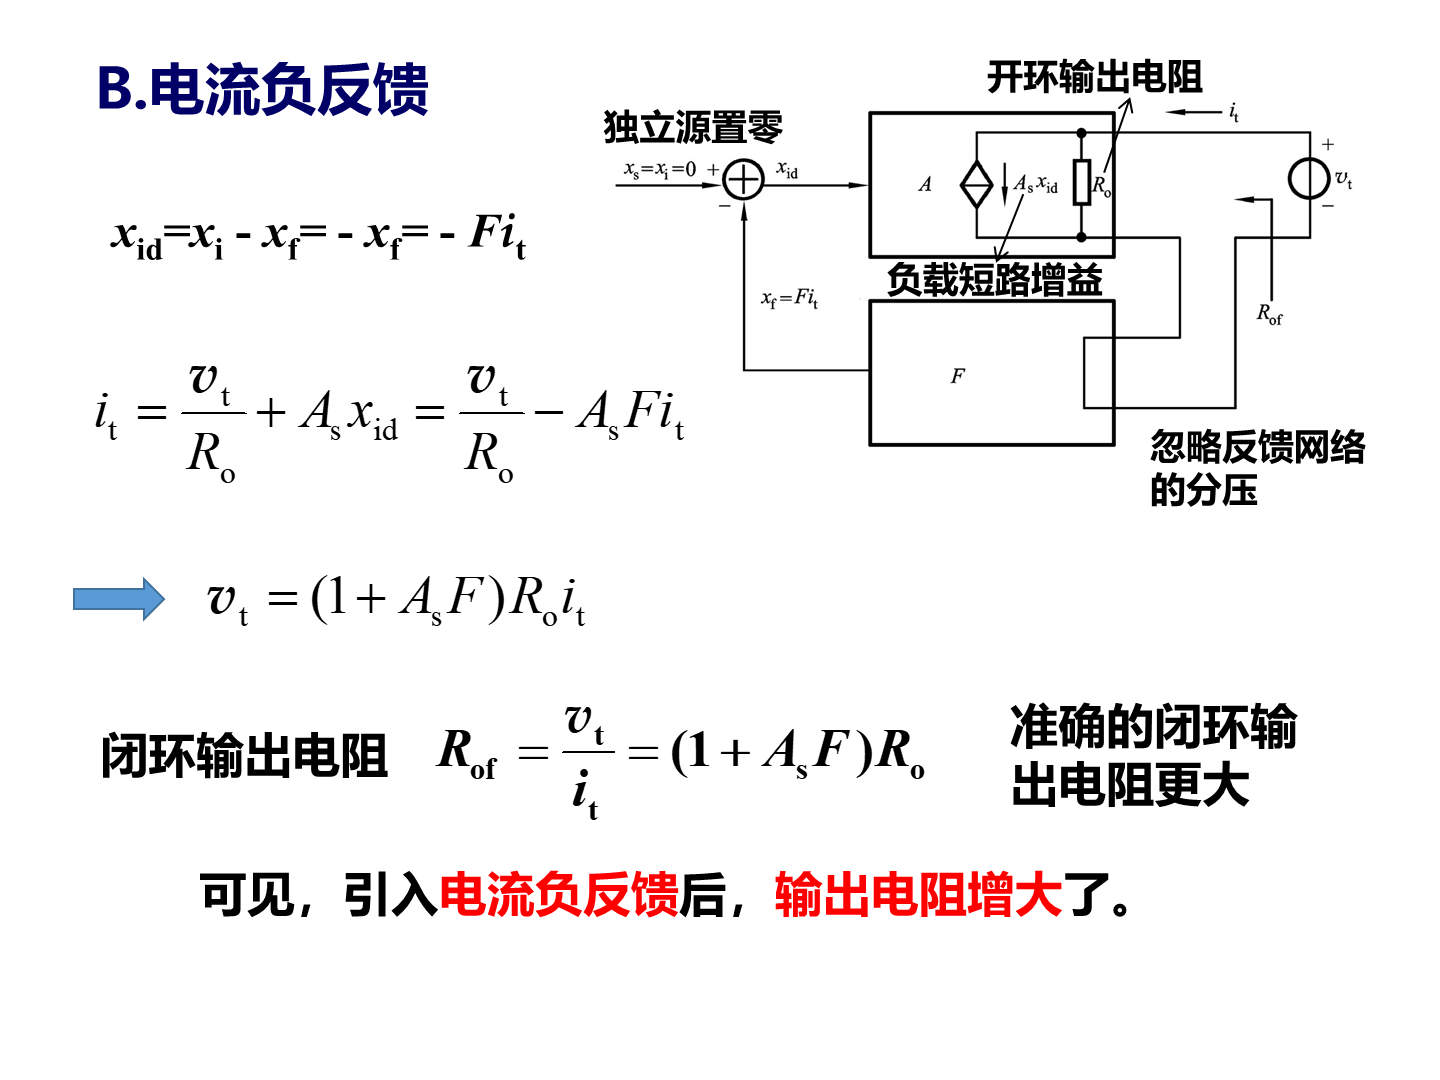 B.电流负反馈
开环输出电阻
独立源置零
it
xs=xi=0 + xid
−
A
As xid
Ro
+
vt
−
xid=xi - xf= - xf= - Fit
负载短路增益
xf=Fit
Rof
F
it = vt/Ro + Asxid = vt/Ro − AsFit
忽略反馈网络
的分压
vt = (1+ AsF)Roit
闭环输出电阻 Rof = vt/it = (1+ AsF)Ro
准确的闭环输
出电阻更大
可见，引入电流负反馈后，输出电阻增大了。